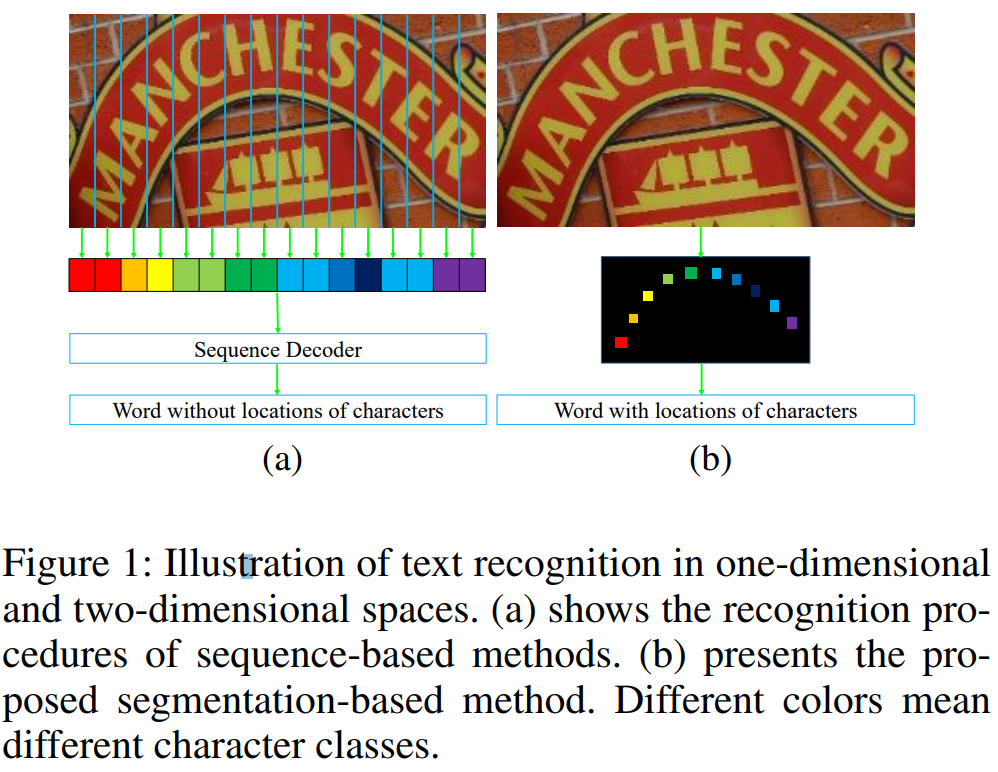 MANCHESTER
MANCHESTER
Sequence Decoder
Word without locations of characters
Word with locations of characters
(a)
(b)
Figure 1: Illustration of text recognition in one-dimensional
and two-dimensional spaces. (a) shows the recognition pro-
cedures of sequence-based methods. (b) presents the pro-
posed segmentation-based method. Different colors mean
different character classes.